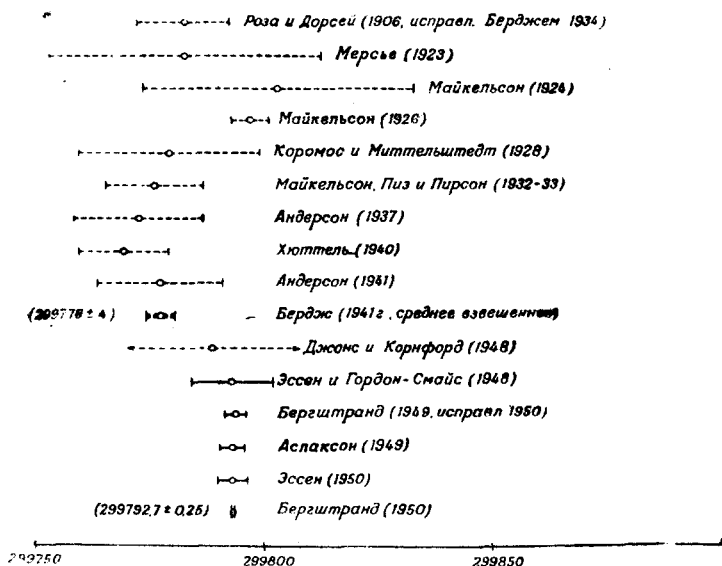 Роза и Дорсей (1906, исправл. Берджем 1934)
Мерсье (1923)
Майкельсон (1924)
Майкельсон (1926)
Коромос и Миттельштедт (1928)
Майкельсон, Пиз и Пирсон (1932-33)
Андерсон (1937)
Хюттель (1940)
Андерсон (1941)
(299776 ± 4) Бердж (1941г, среднее взвешенное)
Джонс и Корнфорд (1948)
Эссен и Гордон-Смайс (1948)
Бергштранд (1949, исправл 1950)
Аслаксон (1949)
Эссен (1950)
(299792,7 ± 0,25) Бергштранд (1950)
299750 299800 299850